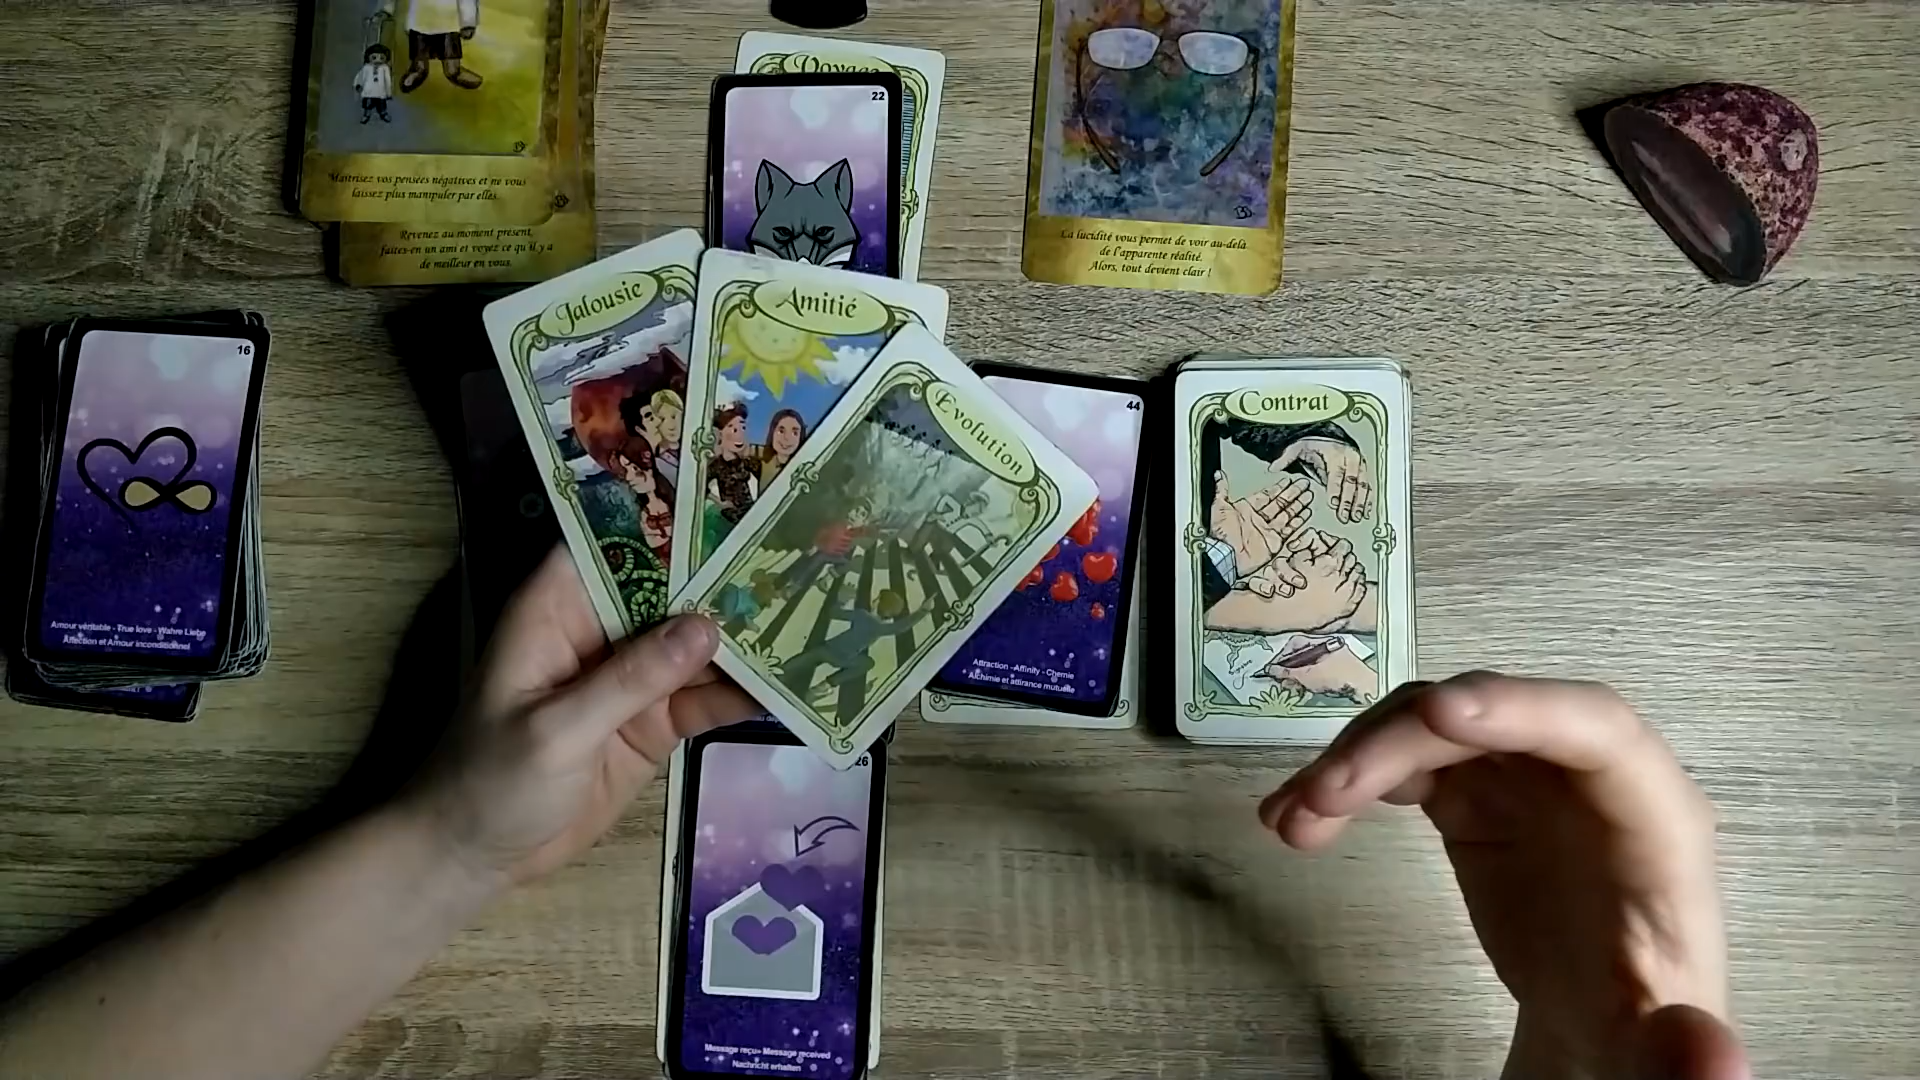 Maîtrisez vos pensées négatives et ne vous
laissez plus manipuler par elles.
Revenez au moment présent,
faites-en un ami et voyez ce qu'il y a
de meilleur en vous.
Voyage
22
La lucidité vous permet de voir au-delà
de l'apparente réalité.
Alors, tout devient clair !
16
Amour véritable - True love - Wahre Liebe
Affection et Amour inconditionnel
Jalousie
Amitié
Evolution
44
Attraction - Affinity - Chemie
Alchimie et attirance mutuelle
Contrat
26
Message reçu - Message received
Nachricht erhalten